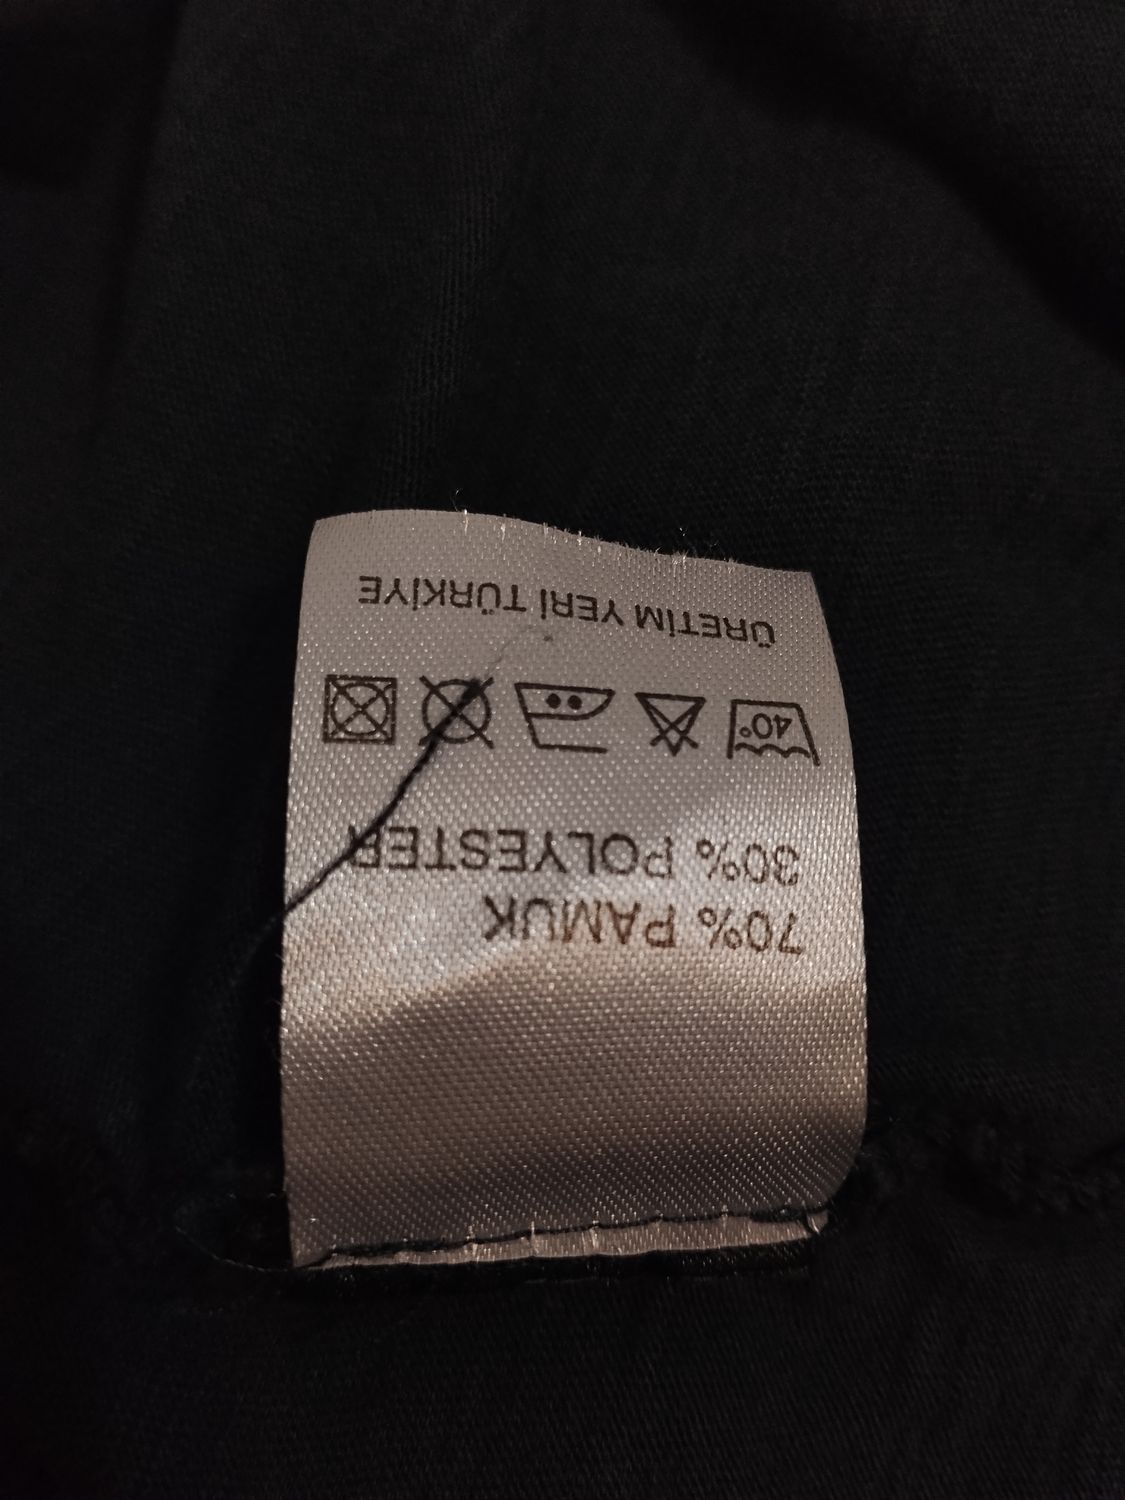 70% PAMUK
30% POLYESTER
40°
ÜRETİM YERİ TÜRKİYE